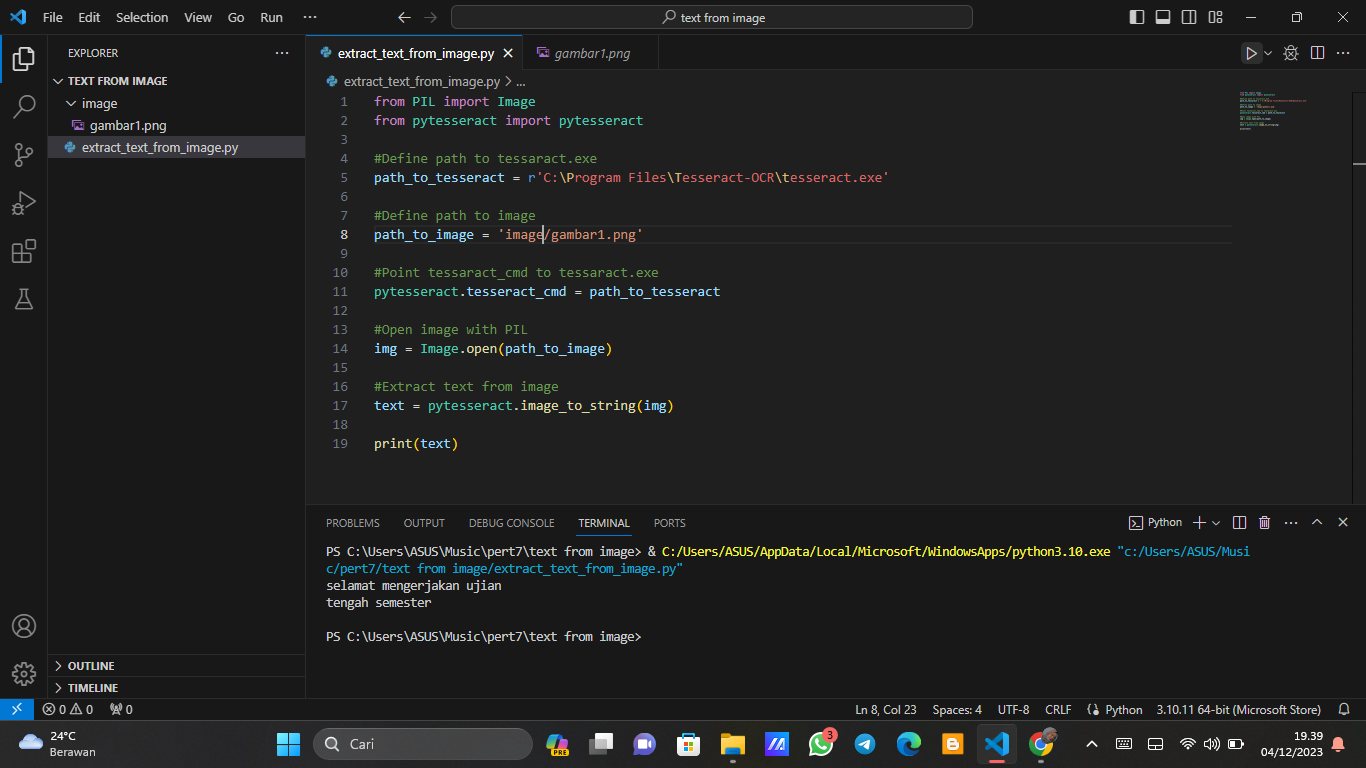 File Edit Selection View Go Run ... text from image
EXPLORER ...
TEXT FROM IMAGE
image
gambar1.png
extract_text_from_image.py
OUTLINE
TIMELINE
extract_text_from_image.py gambar1.png
extract_text_from_image.py > ...
1 from PIL import Image
2 from pytesseract import pytesseract
3
4 #Define path to tessaract.exe
5 path_to_tesseract = r'C:\Program Files\Tesseract-OCR\tesseract.exe'
6
7 #Define path to image
8 path_to_image = 'image/gambar1.png'
9
10 #Point tessaract_cmd to tessaract.exe
11 pytesseract.tesseract_cmd = path_to_tesseract
12
13 #Open image with PIL
14 img = Image.open(path_to_image)
15
16 #Extract text from image
17 text = pytesseract.image_to_string(img)
18
19 print(text)
PROBLEMS OUTPUT DEBUG CONSOLE TERMINAL PORTS Python
PS C:\Users\ASUS\Music\pert7\text from image> & C:/Users/ASUS/AppData/Local/Microsoft/WindowsApps/python3.10.exe "c:/Users/ASUS/Musi
c/pert7/text from image/extract_text_from_image.py"
selamat mengerjakan ujian
tengah semester
PS C:\Users\ASUS\Music\pert7\text from image>
0 0 0 Ln 8, Col 23 Spaces: 4 UTF-8 CRLF Python 3.10.11 64-bit (Microsoft Store)
24°C
Berawan
Cari
PRE
3
19.39
04/12/2023